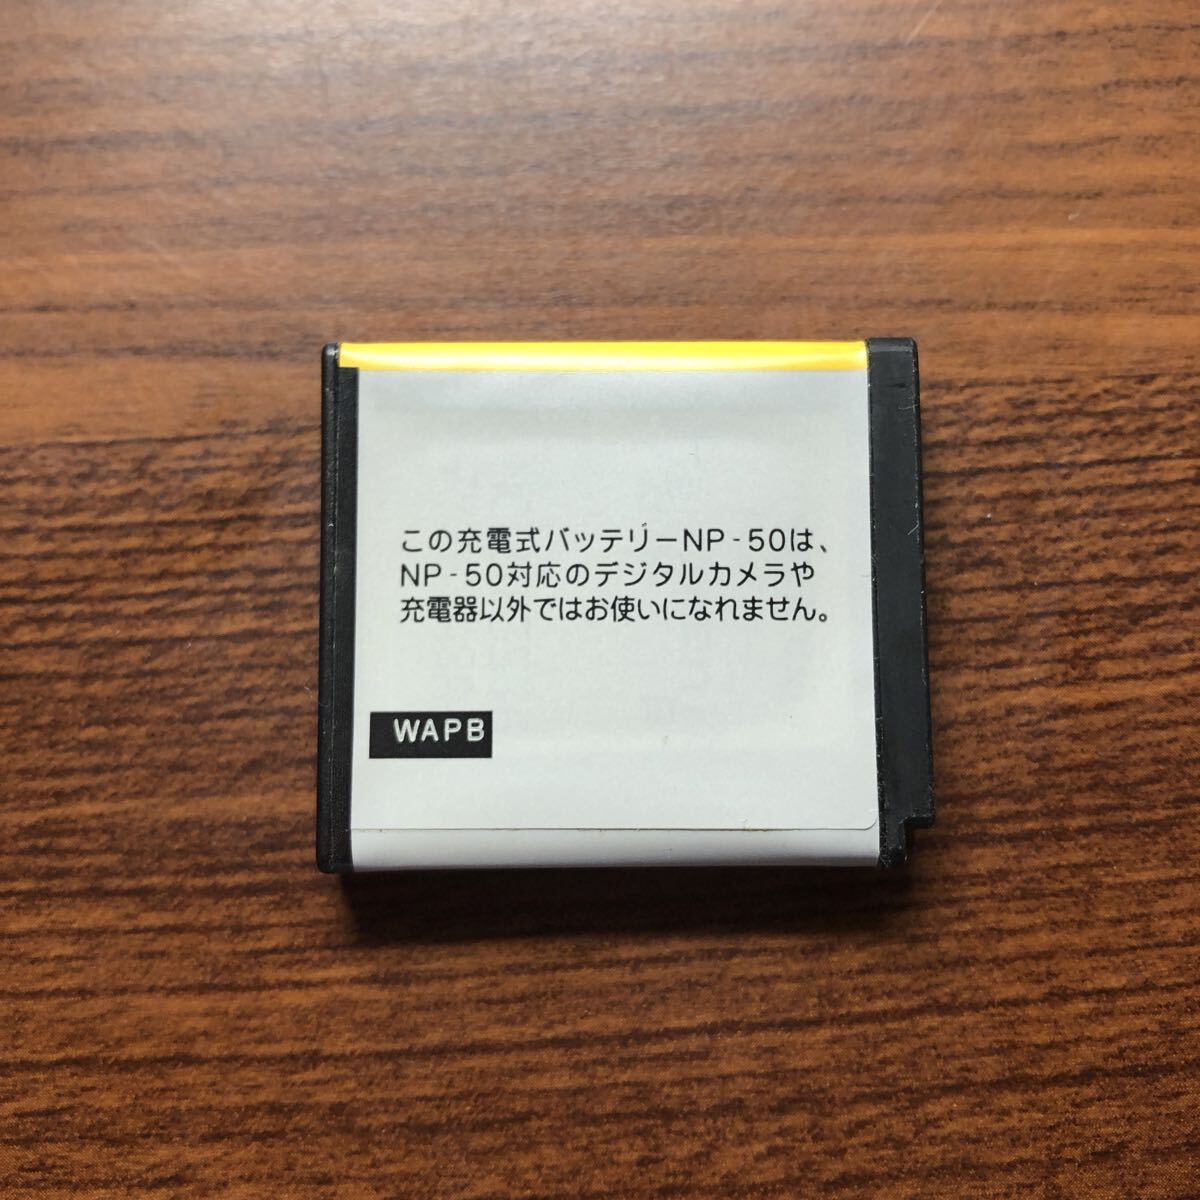 この充電式バッテリーNP-50は、
NP-50対応のデジタルカメラや
充電器以外ではお使いになれません。
WAPB